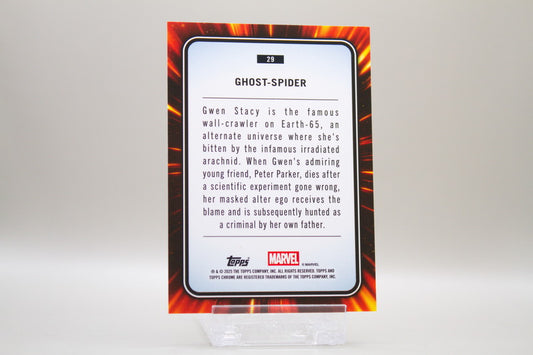 29
GHOST-SPIDER
Gwen Stacy is the famous
wall-crawler on Earth-65, an
alternate universe where she's
bitten by the infamous irradiated
arachnid. When Gwen's admiring
young friend, Peter Parker, dies after
a scientific experiment gone wrong,
her masked alter ego receives the
blame and is subsequently hunted as
a criminal by her own father.
Topps MARVEL
© MARVEL
® & © 2025 THE TOPPS COMPANY, INC. ALL RIGHTS RESERVED. TOPPS AND
TOPPS CHROME ARE REGISTERED TRADEMARKS OF THE TOPPS COMPANY, INC.